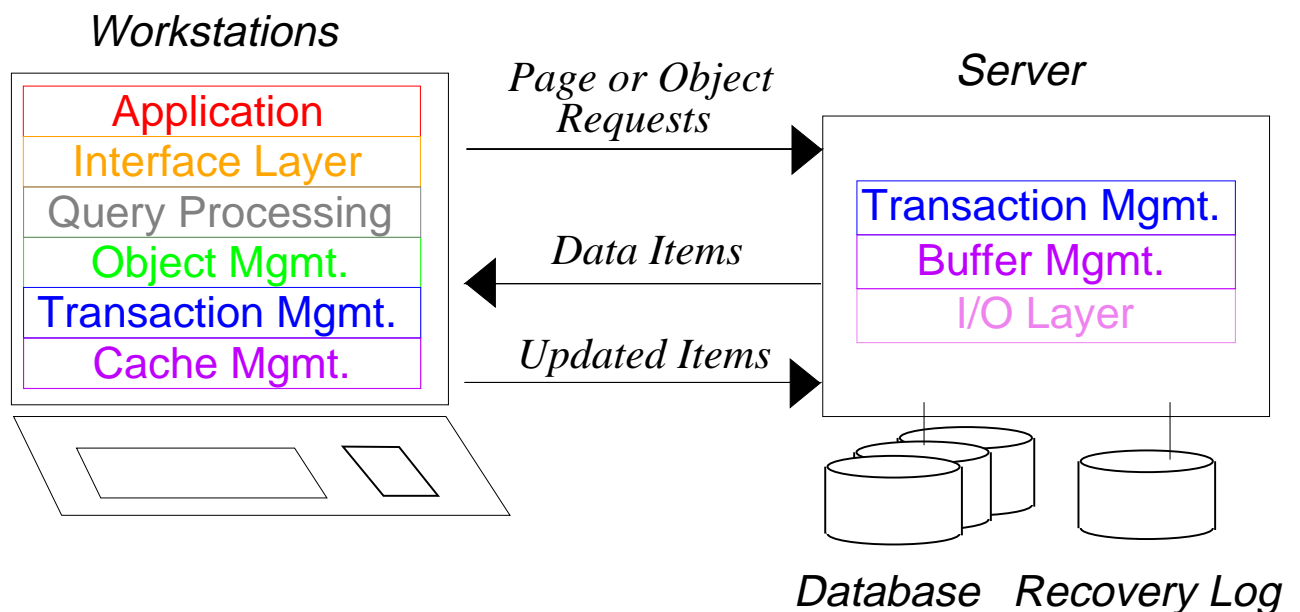 Workstations
Application
Interface Layer
Query Processing
Object Mgmt.
Transaction Mgmt.
Cache Mgmt.
Page or Object
Requests
Data Items
Updated Items
Server
Transaction Mgmt.
Buffer Mgmt.
I/O Layer
Database
Recovery Log